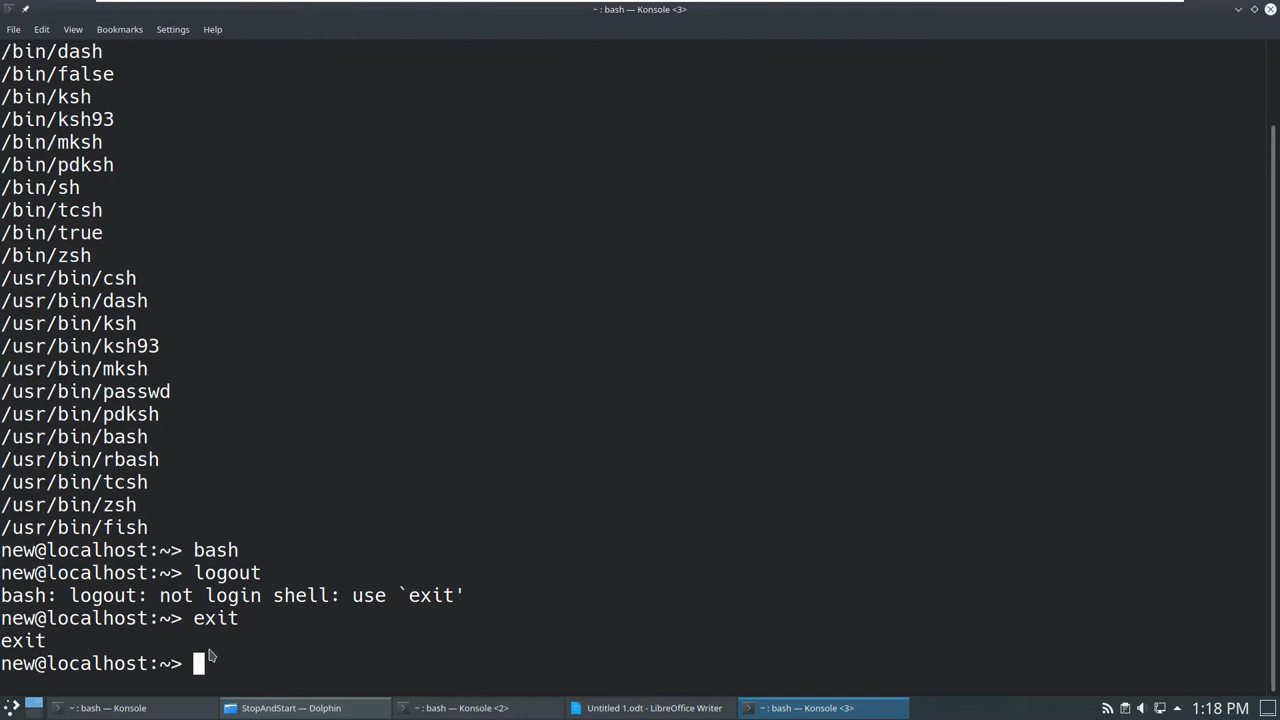 ~ : bash — Konsole <3>
File Edit View Bookmarks Settings Help
/bin/dash
/bin/false
/bin/ksh
/bin/ksh93
/bin/mksh
/bin/pdksh
/bin/sh
/bin/tcsh
/bin/true
/bin/zsh
/usr/bin/csh
/usr/bin/dash
/usr/bin/ksh
/usr/bin/ksh93
/usr/bin/mksh
/usr/bin/passwd
/usr/bin/pdksh
/usr/bin/bash
/usr/bin/rbash
/usr/bin/tcsh
/usr/bin/zsh
/usr/bin/fish
new@localhost:~> bash
new@localhost:~> logout
bash: logout: not login shell: use `exit'
new@localhost:~> exit
exit
new@localhost:~>
~ : bash — Konsole StopAndStart — Dolphin ~ : bash — Konsole <2> Untitled 1.odt — LibreOffice Writer ~ : bash — Konsole <3> 1:18 PM